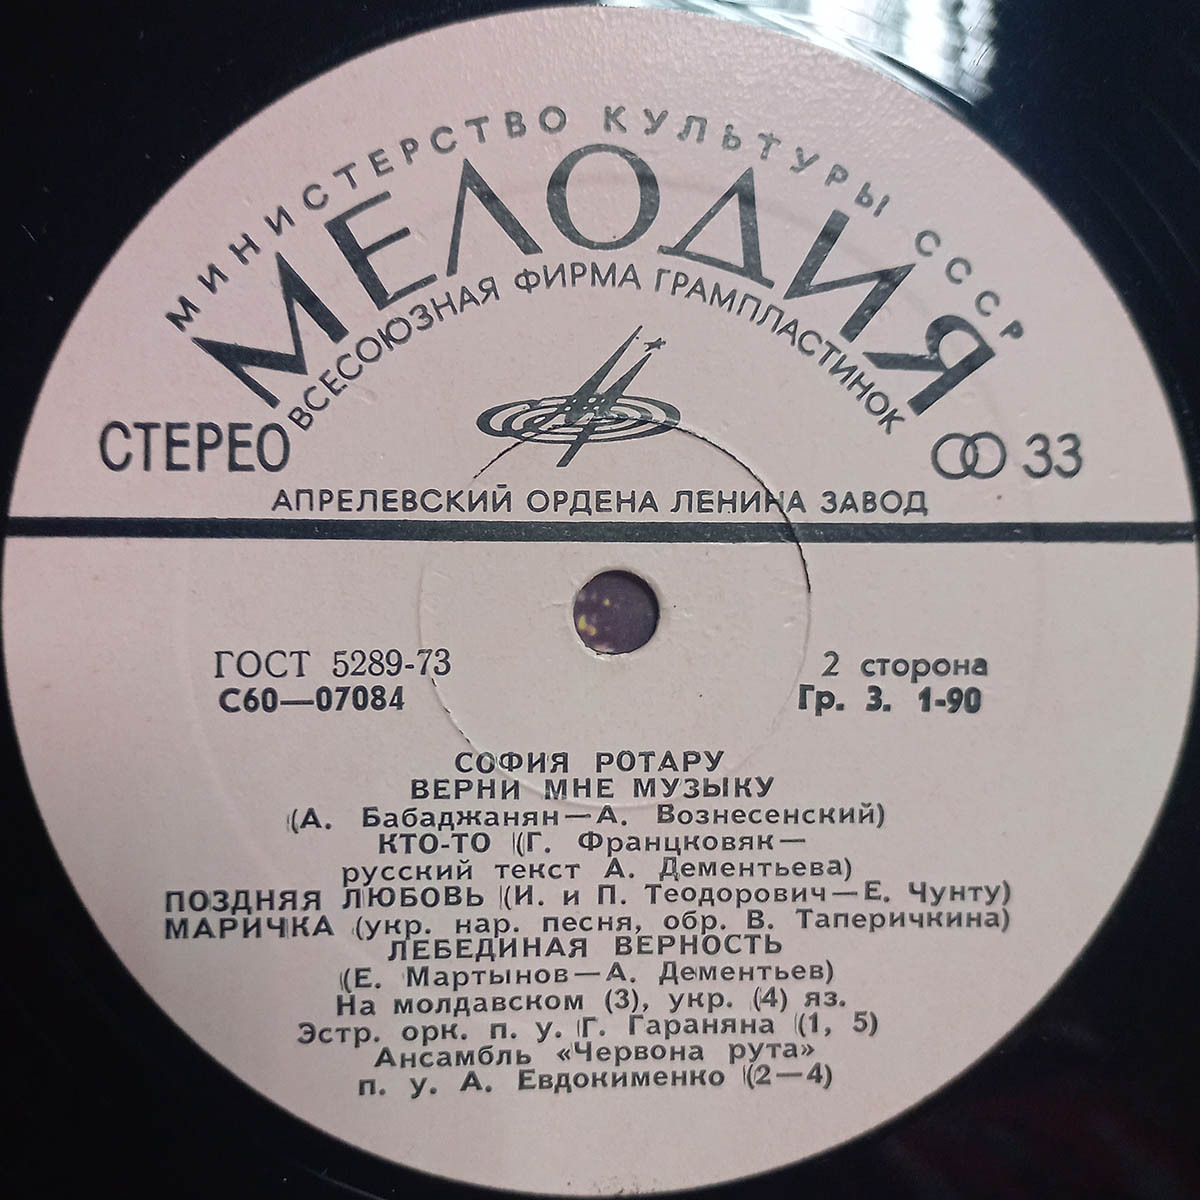 МИНИСТЕРСТВО КУЛЬТУРЫ СССР
МЕЛОДИЯ
ВСЕСОЮЗНАЯ ФИРМА ГРАМПЛАСТИНОК
СТЕРЕО
33
АПРЕЛЕВСКИЙ ОРДЕНА ЛЕНИНА ЗАВОД
ГОСТ 5289-73
2 сторона
С60—07084
Гр. 3. 1-90
СОФИЯ РОТАРУ
ВЕРНИ МНЕ МУЗЫКУ
(А. Бабаджанян—А. Вознесенский)
КТО-ТО (Г. Францковяк—
русский текст А. Дементьева)
ПОЗДНЯЯ ЛЮБОВЬ (И. и П. Теодорович—Е. Чунту)
МАРИЧКА (укр. нар. песня, обр. В. Таперичкина)
ЛЕБЕДИНАЯ ВЕРНОСТЬ
(Е. Мартынов—А. Дементьев)
На молдавском (3), укр. (4) яз.
Эстр. орк. п. у. Г. Гараняна (1, 5)
Ансамбль «Червона рута»
п. у. А. Евдокименко (2—4)